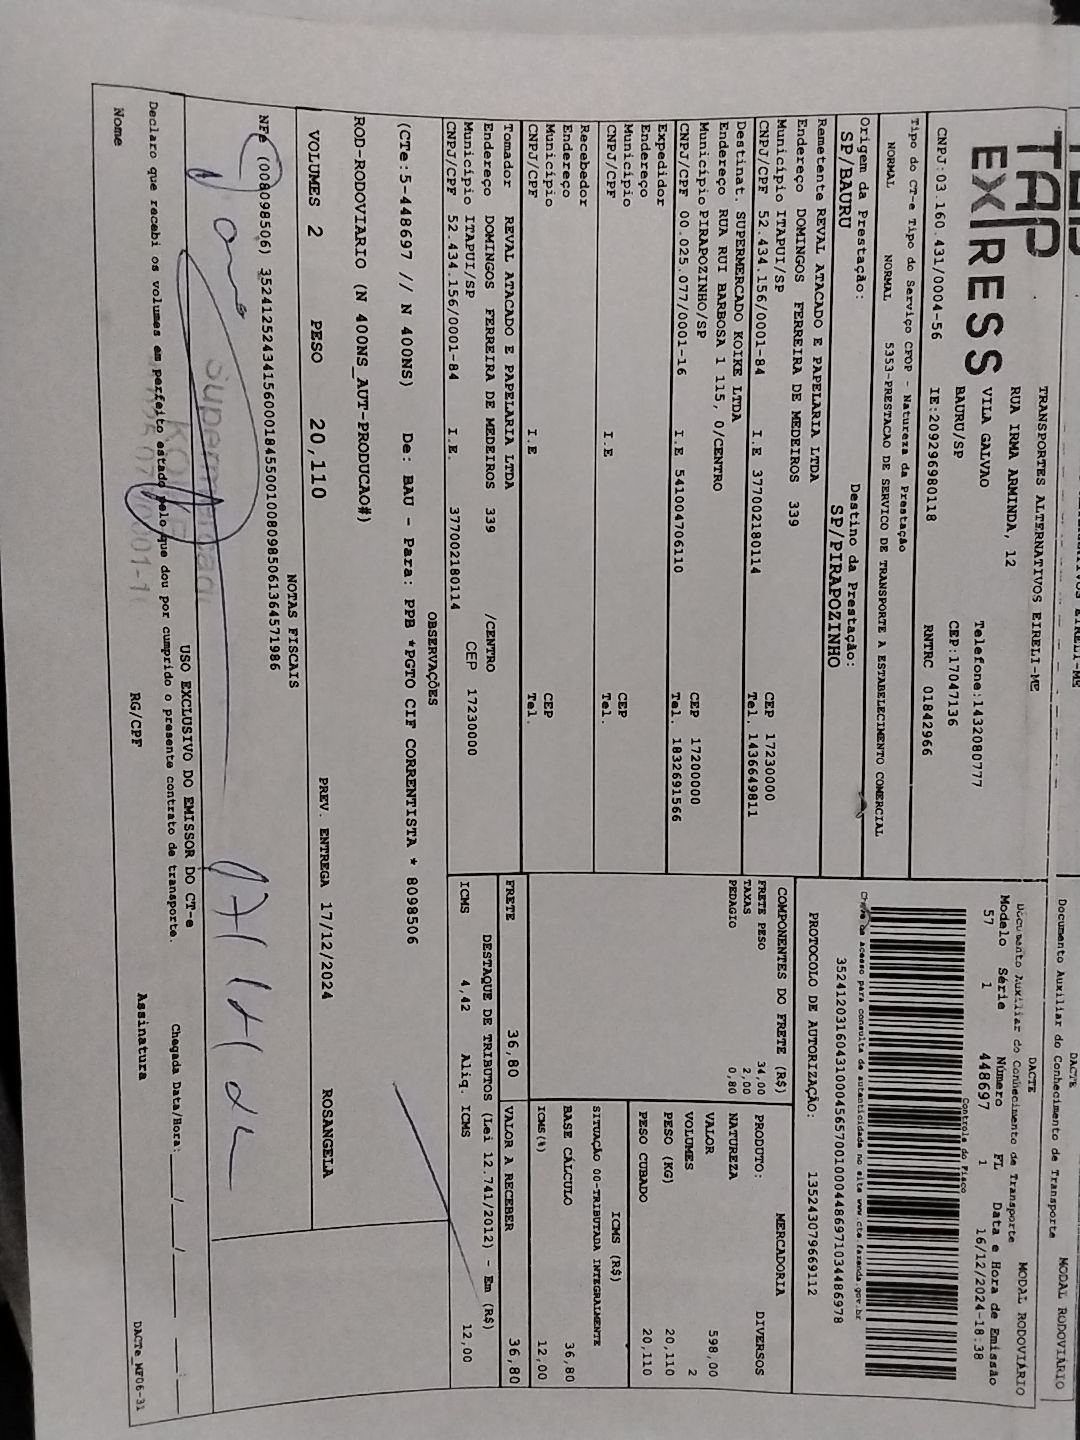 DACTE
Documento Auxiliar do Conhecimento de Transporte
MODAL RODOVIÁRIO
TAP
EXPRESS
TRANSPORTES ALTERNATIVOS EIRELI-ME
RUA IRMA ARMINDA, 12
VILA GALVAO
Telefone:1432080777
BAURU/SP
CEP:17047136
CNPJ:03.160.431/0004-56
IE:209296980118
RNTRC 01842966
DACTE
Documento Auxiliar do Conhecimento de Transporte
MODAL RODOVIÁRIO
Modelo Série Número FL Data e Hora de Emissão
57 1 448697 1 16/12/2024-18:38
Controle do Fisco
Chave de acesso para consulta de autenticidade no site www.cte.fazenda.gov.br
35241203160431000456570010004486971034486978
PROTOCOLO DE AUTORIZAÇÃO: 135243079669112
Tipo do CT-e Tipo do Serviço CFOP - Natureza da Prestação
NORMAL NORMAL 5353-PRESTACAO DE SERVICO DE TRANSPORTE A ESTABELECIMENTO COMERCIAL
Origem da Prestação: Destino da Prestação:
SP/BAURU SP/PIRAPOZINHO
Remetente REVAL ATACADO E PAPELARIA LTDA
Endereço DOMINGOS FERREIRA DE MEDEIROS 339
Município ITAPUI/SP CEP 17230000
CNPJ/CPF 52.434.156/0001-84 I.E 377002180114 Tel. 1436649811
Destinat. SUPERMERCADO KOIKE LTDA
Endereço RUA RUI BARBOSA 1 115, 0/CENTRO
Município PIRAPOZINHO/SP CEP 17200000
CNPJ/CPF 00.025.077/0001-16 I.E 541004706110 Tel. 1832691566
Expedidor
Endereço
Município CEP
CNPJ/CPF I.E Tel.
Recebedor
Endereço
Município CEP
CNPJ/CPF I.E Tel.
Tomador REVAL ATACADO E PAPELARIA LTDA
Endereço DOMINGOS FERREIRA DE MEDEIROS 339 /CENTRO
Município ITAPUI/SP CEP 17230000
CNPJ/CPF 52.434.156/0001-84 I.E. 377002180114
COMPONENTES DO FRETE (R$)
FRETE PESO 34,00
TAXAS 2,00
PEDAGIO 0,80
PRODUTO: MERCADORIA
NATUREZA DIVERSOS
VALOR 598,00
VOLUMES 2
PESO (KG) 20,110
PESO CUBADO 20,110
ICMS (R$)
SITUAÇÃO 00-TRIBUTADA INTEGRALMENTE
BASE CÁLCULO 36,80
ICMS(%) 12,00
FRETE 36,80 VALOR A RECEBER 36,80
DESTAQUE DE TRIBUTOS (Lei 12.741/2012) - Em (R$)
ICMS 4,42 Aliq. ICMS 12,00
OBSERVAÇÕES
(CTe:5-448697 // N 400NS) De: BAU - Para: PPB *PGTO CIF CORRENTISTA * 8098506
ROD-RODOVIARIO (N 400NS_AUT-PRODUCAO#)
VOLUMES 2 PESO 20,110 PREV. ENTREGA 17/12/2024 ROSANGELA
NOTAS FISCAIS
NFe (008098506) 35241252434156000184550010080985061364571986
17/12/24
Supermercado
KOIKE
USO EXCLUSIVO DO EMISSOR DO CT-e
Declaro que recebi os volumes em perfeito estado pelo que dou por cumprido o presente contrato de transporte.
Chegada Data/Hora: ____/____/____ ____:____
Nome RG/CPF Assinatura
DACTe_MF06-31